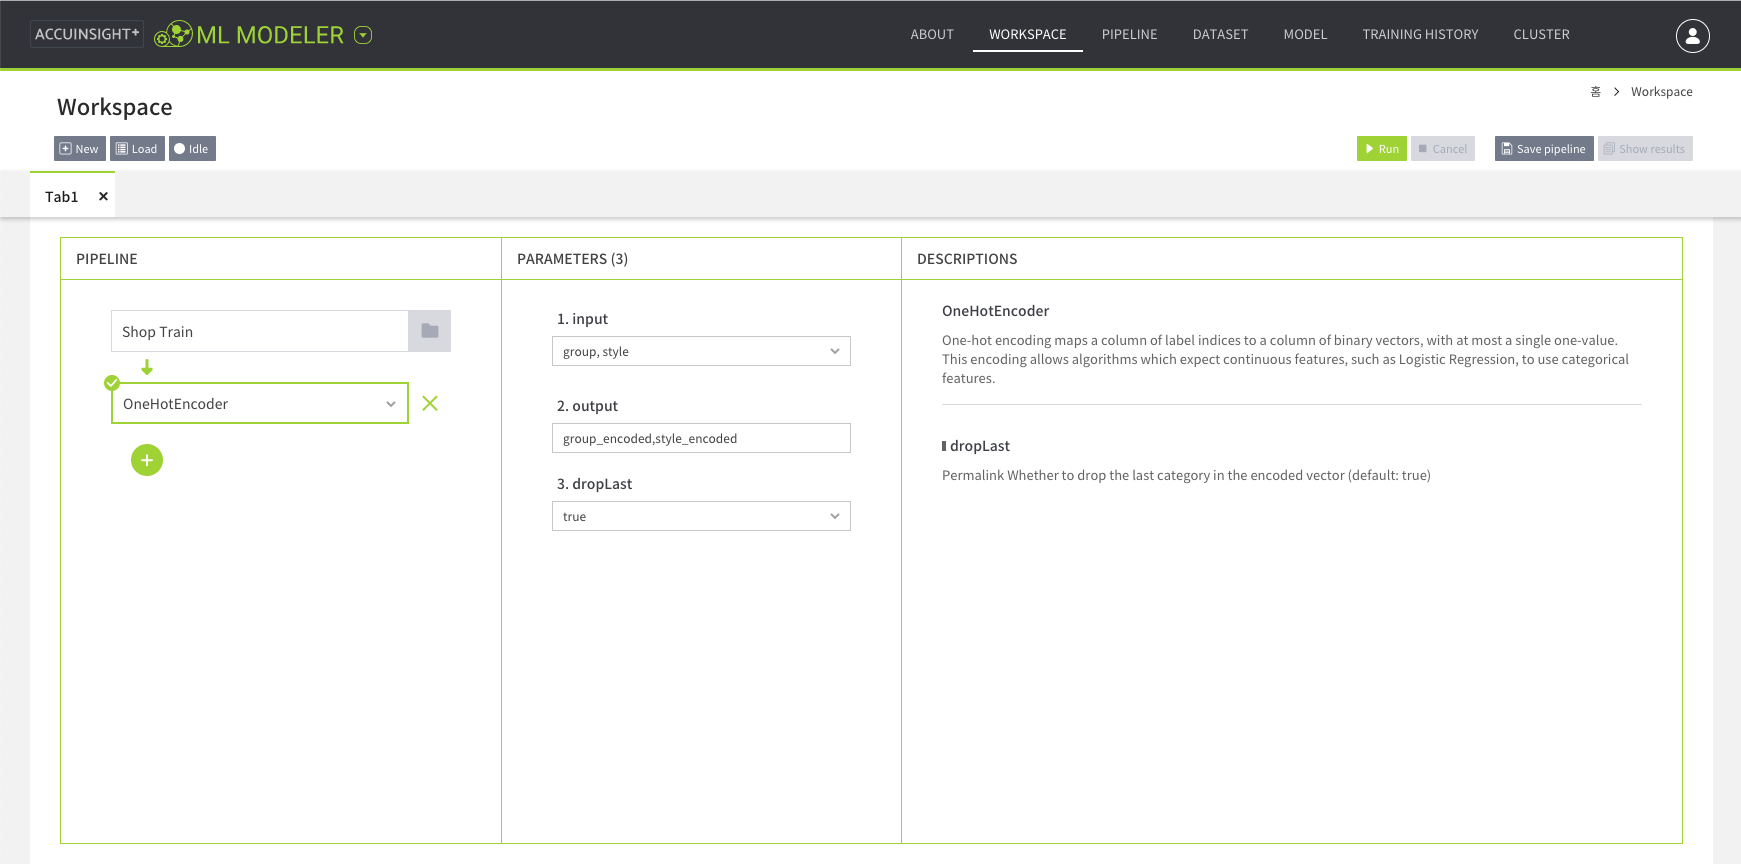 ACCUINSIGHT+ ML MODELER ABOUT WORKSPACE PIPELINE DATASET MODEL TRAINING HISTORY CLUSTER
홈 > Workspace
Workspace
New Load Idle Run Cancel Save pipeline Show results
Tab1
PIPELINE
Shop Train
OneHotEncoder
PARAMETERS (3)
1. input
group, style
2. output
group_encoded,style_encoded
3. dropLast
true
DESCRIPTIONS
OneHotEncoder
One-hot encoding maps a column of label indices to a column of binary vectors, with at most a single one-value.
This encoding allows algorithms which expect continuous features, such as Logistic Regression, to use categorical
features.
dropLast
Permalink Whether to drop the last category in the encoded vector (default: true)